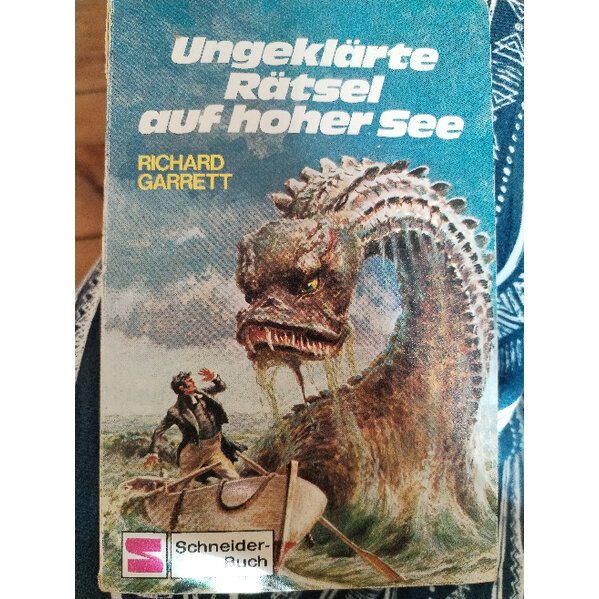 Ungeklärte
Rätsel
auf hoher See
RICHARD
GARRETT
Schneider-
Buch